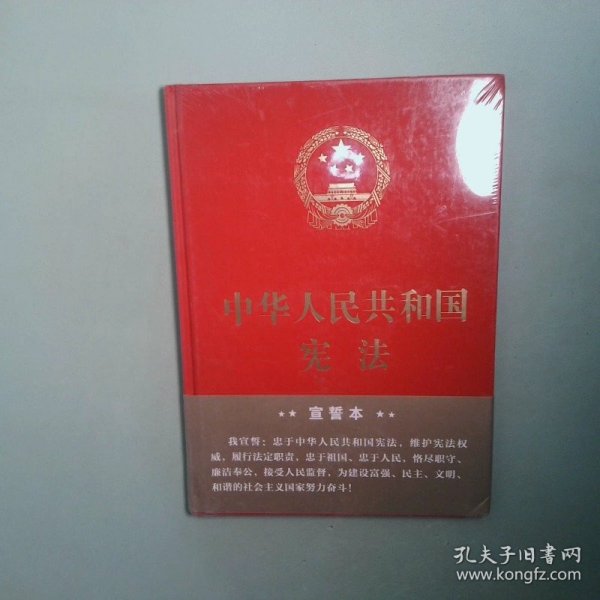 中华人民共和国
宪法
★★ 宣誓本 ★★
我宣誓：忠于中华人民共和国宪法，维护宪法权
威，履行法定职责，忠于祖国、忠于人民，恪尽职守、
廉洁奉公，接受人民监督，为建设富强、民主、文明、
和谐的社会主义国家努力奋斗！
孔夫子旧书网
www.kongfz.com